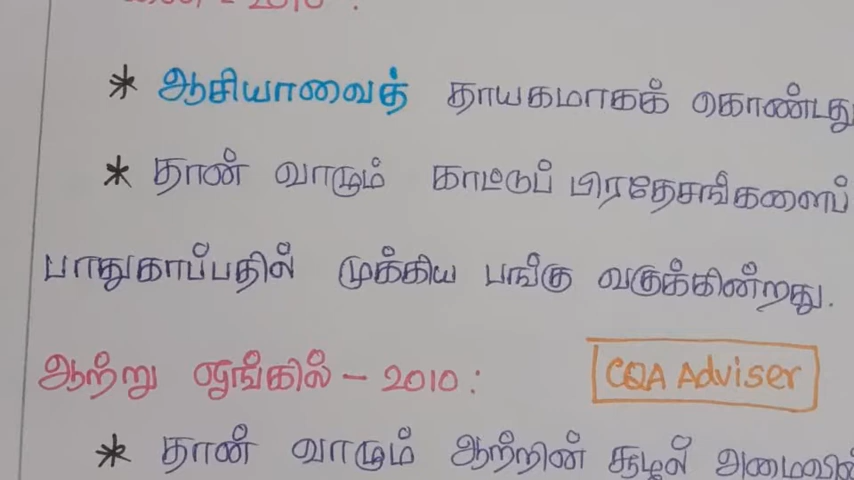 - 2010 :
* ஆசியாவைத் தாயகமாகக் கொண்டது
* தான் வாழும் காட்டுப் பிரதேசங்களைப்
பாதுகாப்பதில் முக்கிய பங்கு வகுக்கின்றது.
ஆற்று ஓங்கில் - 2010 :
CQA Adviser
* தான் வாழும் ஆற்றின் சூழல் அமைவின்